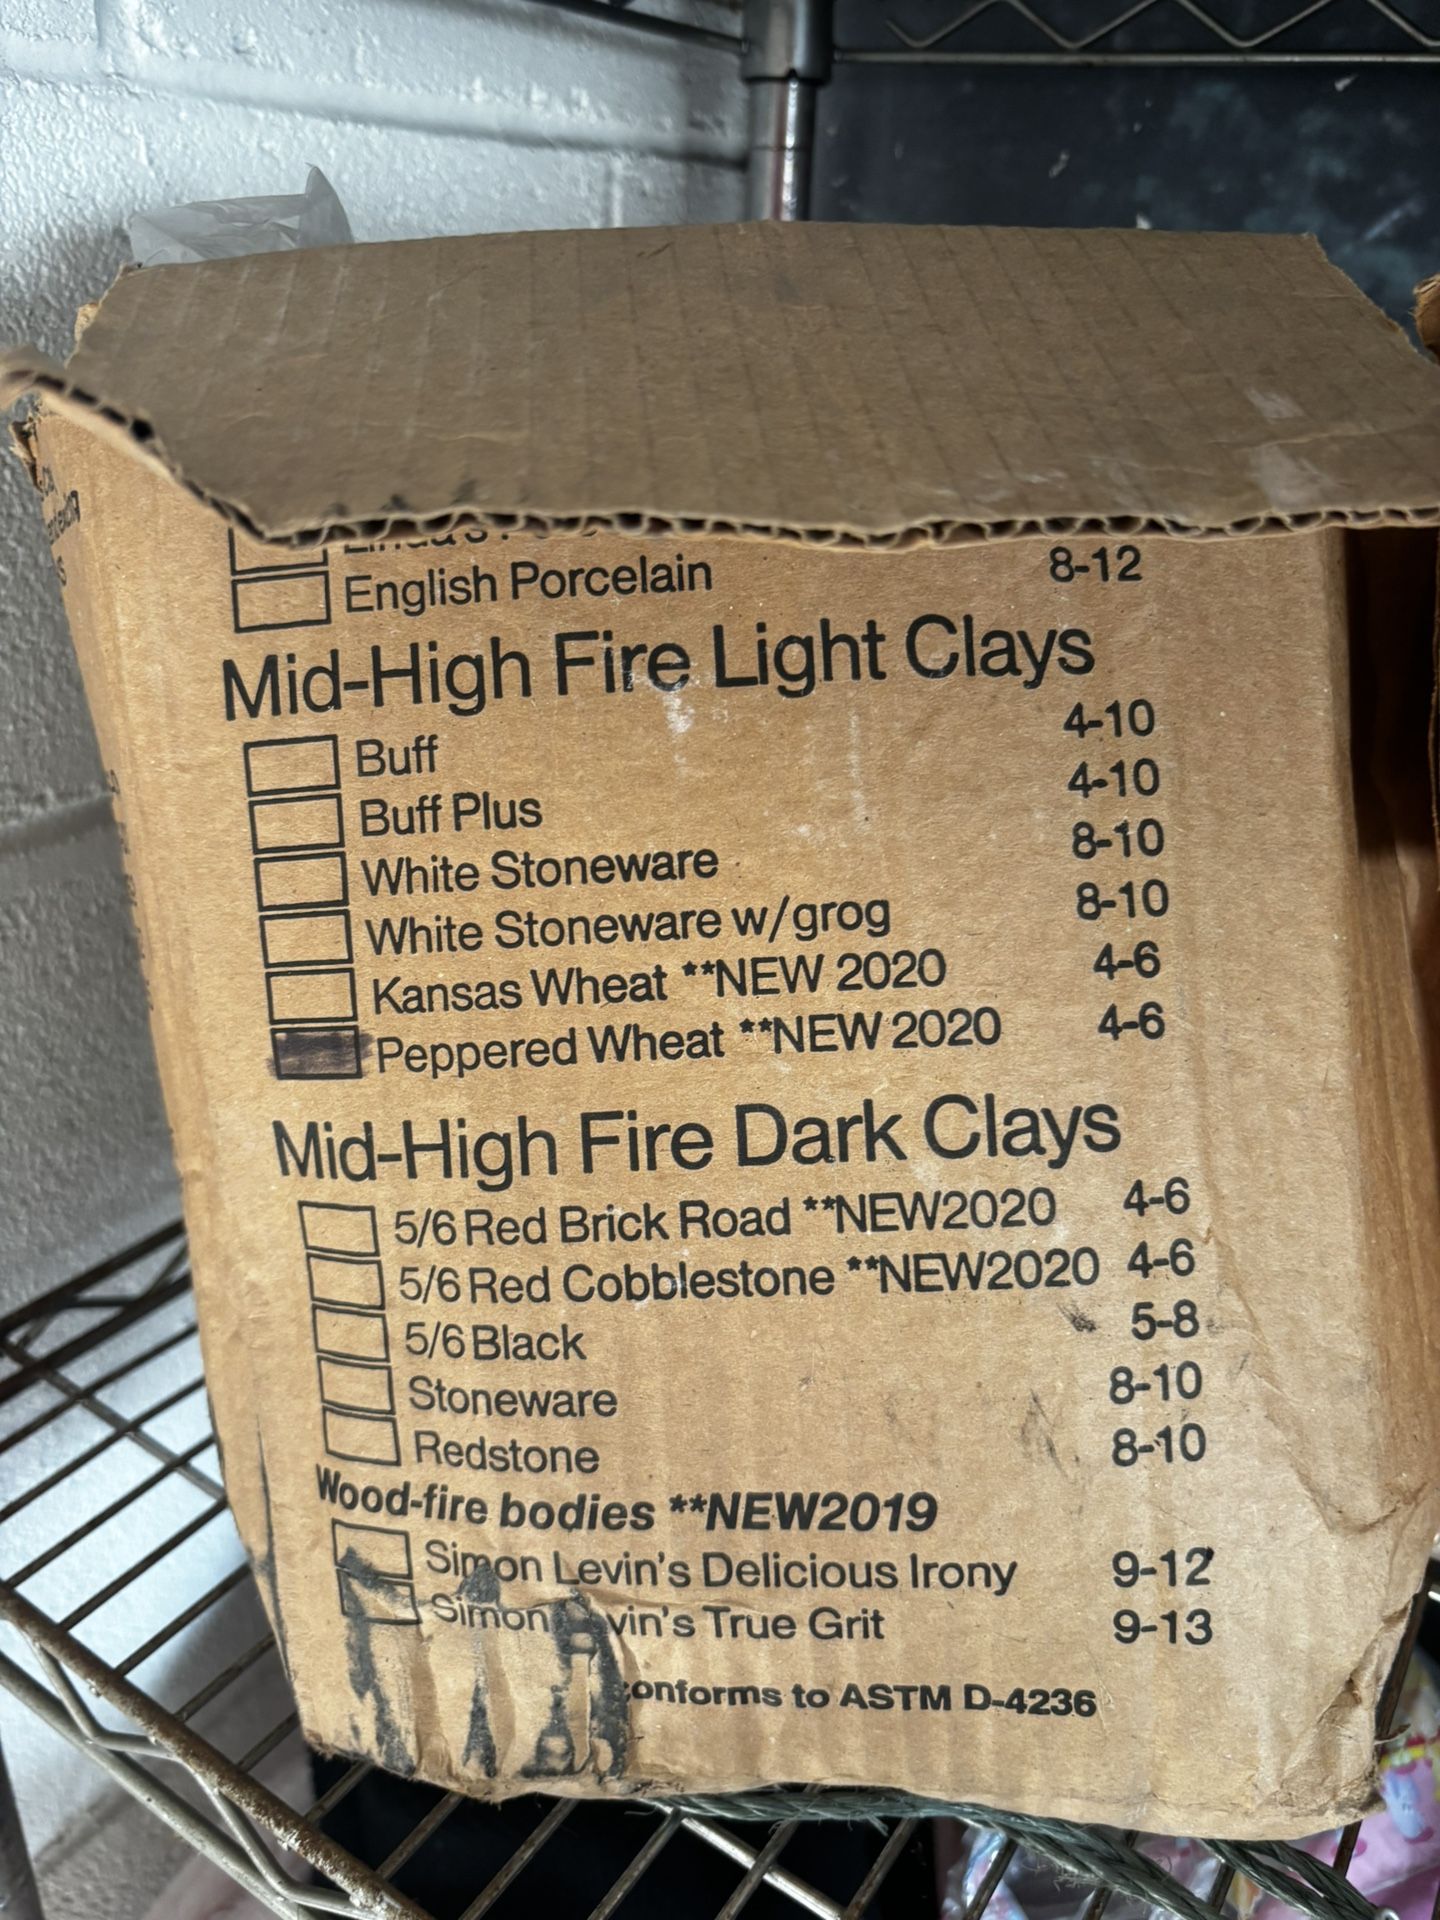 English Porcelain 8-12
Mid-High Fire Light Clays
Buff 4-10
Buff Plus 4-10
White Stoneware 8-10
White Stoneware w/grog 8-10
Kansas Wheat **NEW 2020 4-6
Peppered Wheat **NEW 2020 4-6
Mid-High Fire Dark Clays
5/6 Red Brick Road **NEW2020 4-6
5/6 Red Cobblestone **NEW2020 4-6
5/6 Black 5-8
Stoneware 8-10
Redstone 8-10
Wood-fire bodies **NEW2019
Simon Levin's Delicious Irony 9-12
Simon Levin's True Grit 9-13
conforms to ASTM D-4236